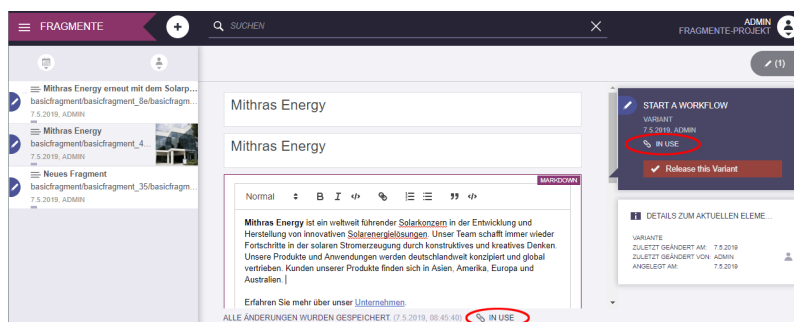 FRAGMENTE
SUCHEN
ADMIN
FRAGMENTE-PROJEKT
(1)
Mithras Energy erneut mit dem Solarp...
basicfragment/basicfragment_8e/basicfragm...
7.5.2019, ADMIN
Mithras Energy
basicfragment/basicfragment_4...
7.5.2019, ADMIN
Neues Fragment
basicfragment/basicfragment_35/basicfragm...
7.5.2019, ADMIN
Mithras Energy
Mithras Energy
MARKDOWN
Normal
Mithras Energy ist ein weltweit führender Solarkonzern in der Entwicklung und
Herstellung von innovativen Solarenergielösungen. Unser Team schafft immer wieder
Fortschritte in der solaren Stromerzeugung durch konstruktives und kreatives Denken.
Unsere Produkte und Anwendungen werden deutschlandweit konzipiert und global
vertrieben. Kunden unserer Produkte finden sich in Asien, Amerika, Europa und
Australien.
Erfahren Sie mehr über unser Unternehmen.
ALLE ÄNDERUNGEN WURDEN GESPEICHERT. (7.5.2019, 08:45:40) IN USE
START A WORKFLOW
VARIANT
7.5.2019, ADMIN
IN USE
Release this Variant
DETAILS ZUM AKTUELLEN ELEME...
VARIANTE
ZULETZT GEÄNDERT AM: 7.5.2019
ZULETZT GEÄNDERT VON: ADMIN
ANGELEGT AM: 7.5.2019